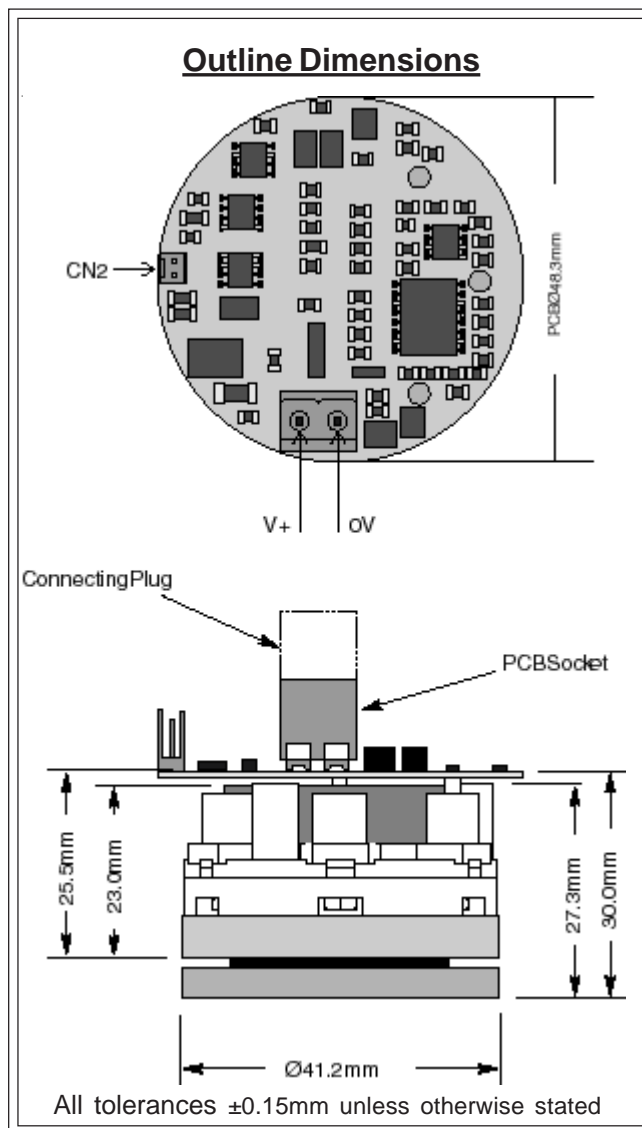 Outline Dimensions
CN2
PCBØ48.3mm
V+ 0V
ConnectingPlug
PCBSocket
25.5mm
23.0mm
27.3mm
30.0mm
Ø41.2mm
All tolerances ±0.15mm unless otherwise stated